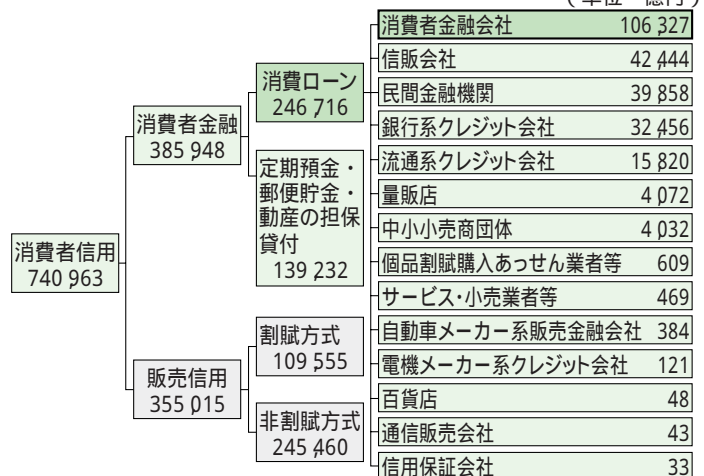 消費者信用
740,963
消費者金融
385,948
販売信用
355,015
消費ローン
246,716
定期預金・
郵便貯金・
動産の担保
貸付
139,232
割賦方式
109,555
非割賦方式
245,460
消費者金融会社 106,327
信販会社 42,444
民間金融機関 39,858
銀行系クレジット会社 32,456
流通系クレジット会社 15,820
量販店 4,072
中小小売商団体 4,032
個品割賦購入あっせん業者等 609
サービス・小売業者等 469
自動車メーカー系販売金融会社 384
電機メーカー系クレジット会社 121
百貨店 48
通信販売会社 43
信用保証会社 33